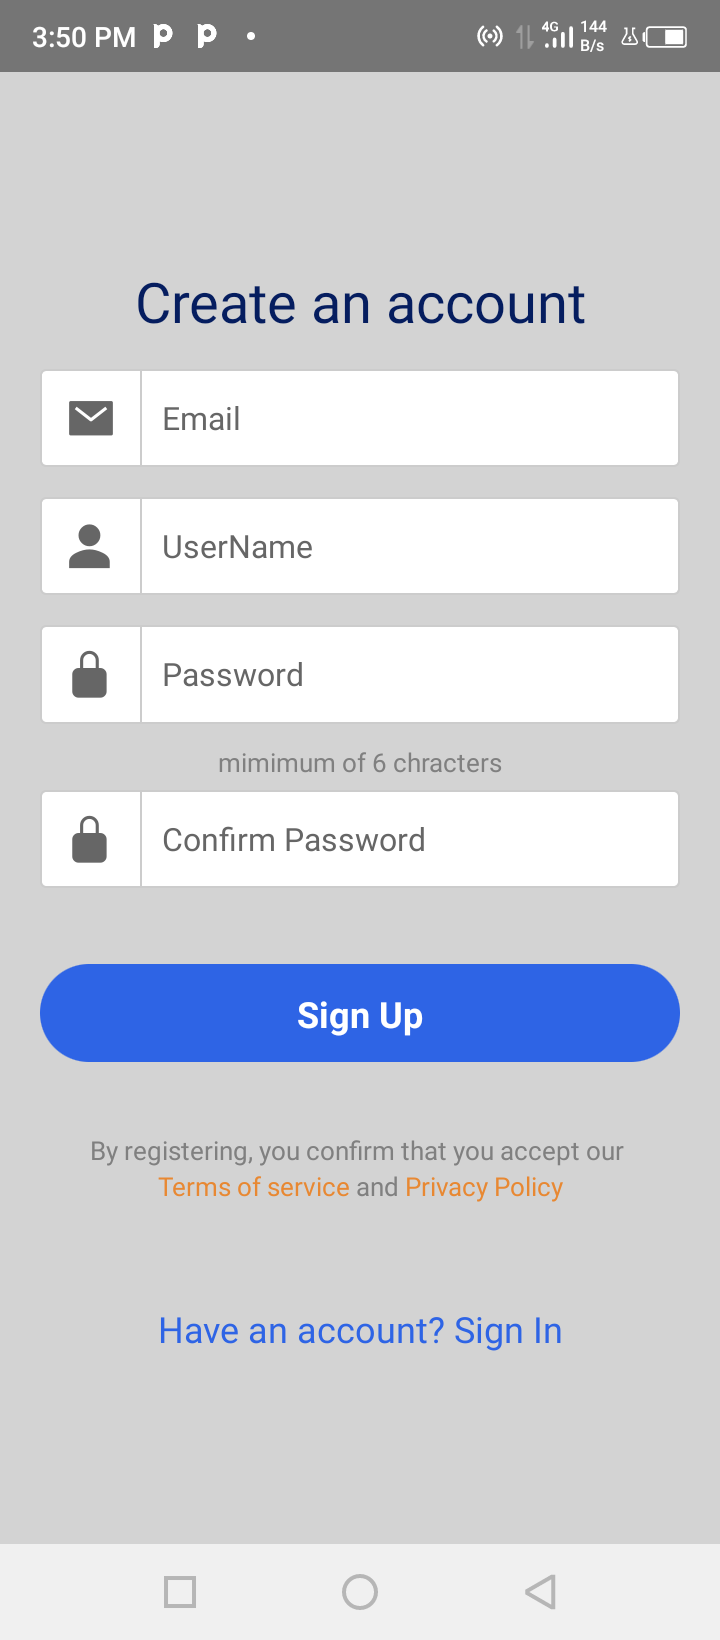 3:50 PM
4G
144
B/s
Create an account
Email
UserName
Password
mimimum of 6 chracters
Confirm Password
Sign Up
By registering, you confirm that you accept our
Terms of service and Privacy Policy
Have an account? Sign In